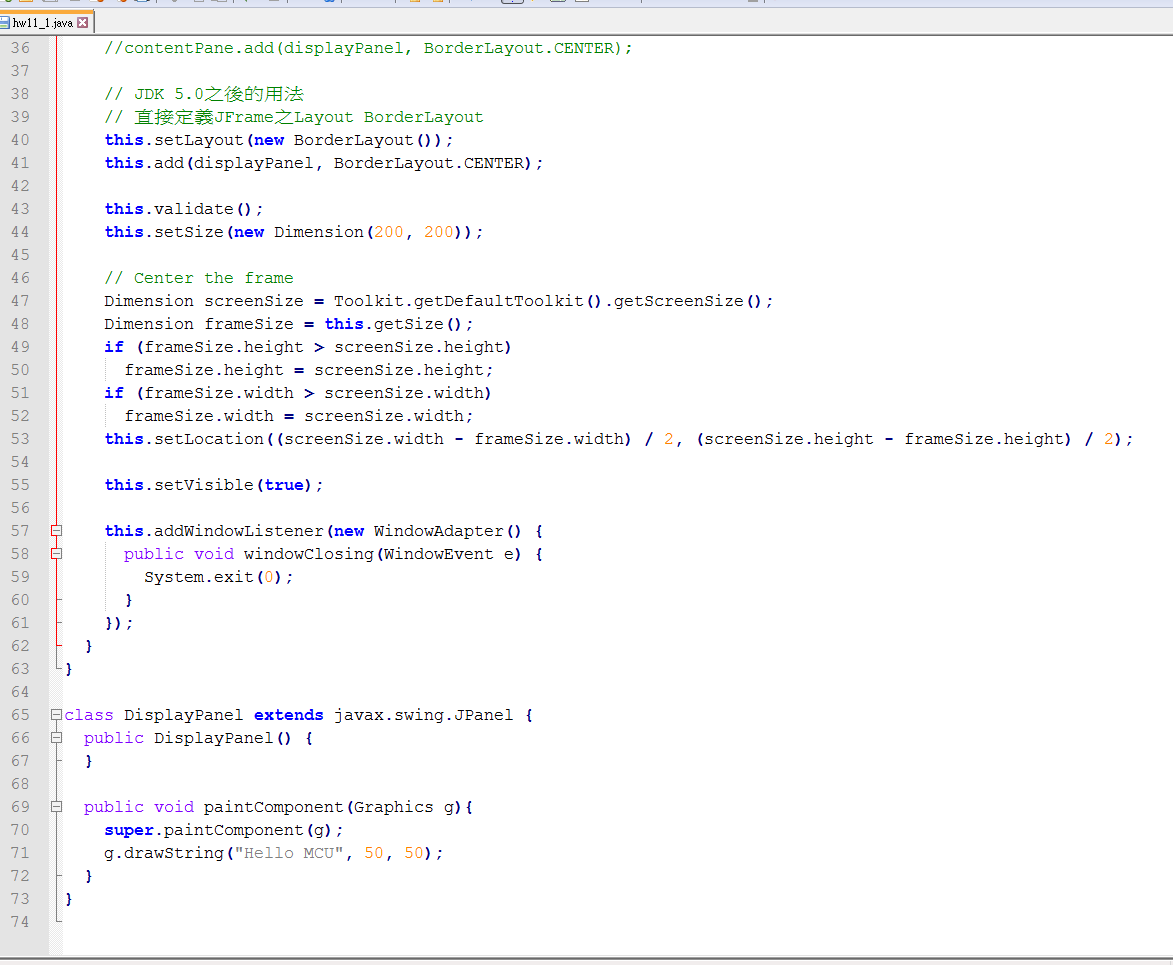 hw11_1.java
36 //contentPane.add(displayPanel, BorderLayout.CENTER);
37
38 // JDK 5.0之後的用法
39 // 直接定義JFrame之Layout BorderLayout
40 this.setLayout(new BorderLayout());
41 this.add(displayPanel, BorderLayout.CENTER);
42
43 this.validate();
44 this.setSize(new Dimension(200, 200));
45
46 // Center the frame
47 Dimension screenSize = Toolkit.getDefaultToolkit().getScreenSize();
48 Dimension frameSize = this.getSize();
49 if (frameSize.height > screenSize.height)
50 frameSize.height = screenSize.height;
51 if (frameSize.width > screenSize.width)
52 frameSize.width = screenSize.width;
53 this.setLocation((screenSize.width - frameSize.width) / 2, (screenSize.height - frameSize.height) / 2);
54
55 this.setVisible(true);
56
57 this.addWindowListener(new WindowAdapter() {
58 public void windowClosing(WindowEvent e) {
59 System.exit(0);
60 }
61 });
62 }
63 }
64
65 class DisplayPanel extends javax.swing.JPanel {
66 public DisplayPanel() {
67 }
68
69 public void paintComponent(Graphics g){
70 super.paintComponent(g);
71 g.drawString("Hello MCU", 50, 50);
72 }
73 }
74